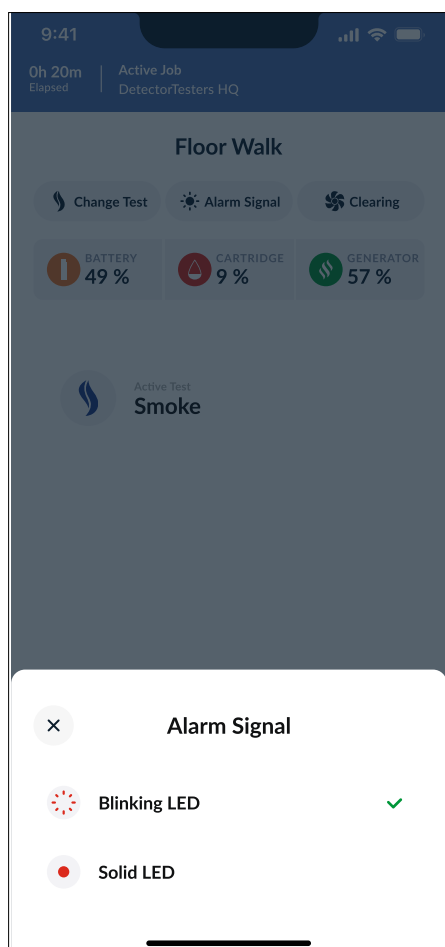 9:41
0h 20m
Elapsed
Active Job
DetectorTesters HQ
Floor Walk
Change Test
Alarm Signal
Clearing
BATTERY
49 %
CARTRIDGE
9 %
GENERATOR
57 %
Active Test
Smoke
Alarm Signal
Blinking LED
Solid LED